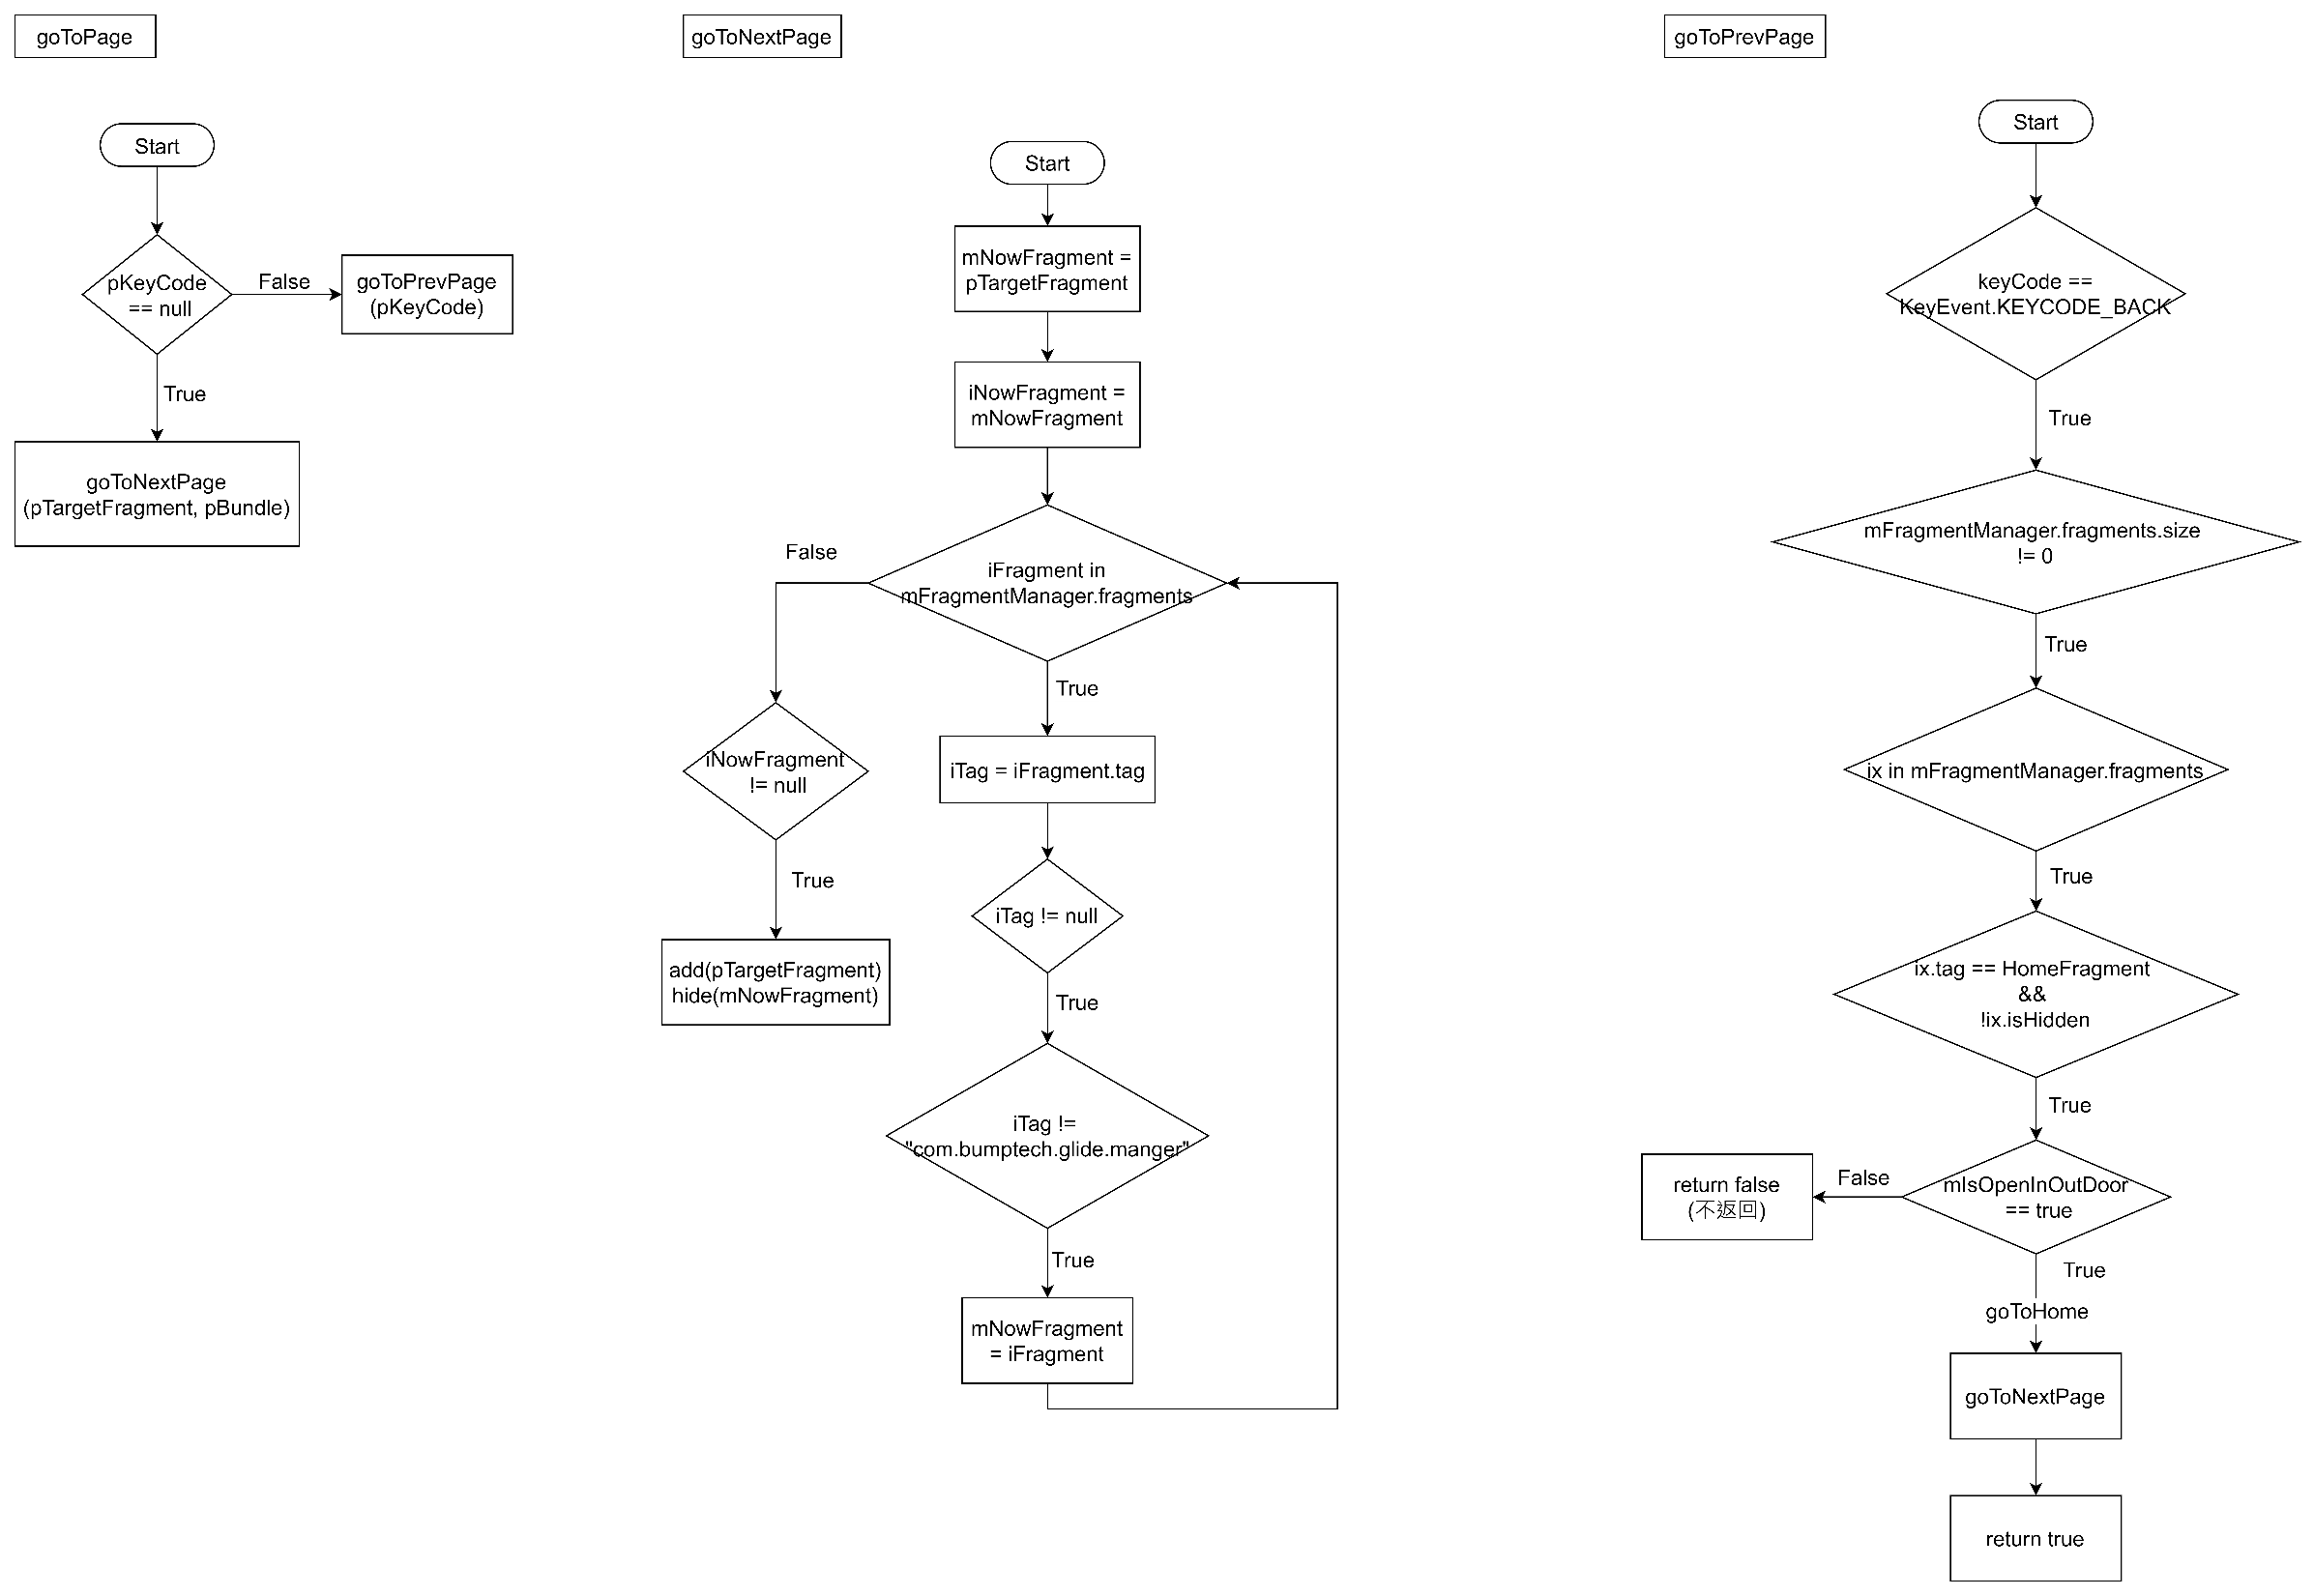 goToPage
Start
pKeyCode
== null
False
goToPrevPage
(pKeyCode)
True
goToNextPage
(pTargetFragment, pBundle)
goToNextPage
Start
mNowFragment =
pTargetFragment
iNowFragment =
mNowFragment
iFragment in
mFragmentManager.fragments
False
iNowFragment
!= null
True
add(pTargetFragment)
hide(mNowFragment)
True
iTag = iFragment.tag
iTag != null
True
iTag !=
"com.bumptech.glide.manger"
True
mNowFragment
= iFragment
goToPrevPage
Start
keyCode ==
KeyEvent.KEYCODE_BACK
True
mFragmentManager.fragments.size
!= 0
True
ix in mFragmentManager.fragments
True
ix.tag == HomeFragment
&&
!ix.isHidden
True
mIsOpenInOutDoor
== true
False
return false
(不返回)
True
goToHome
goToNextPage
return true